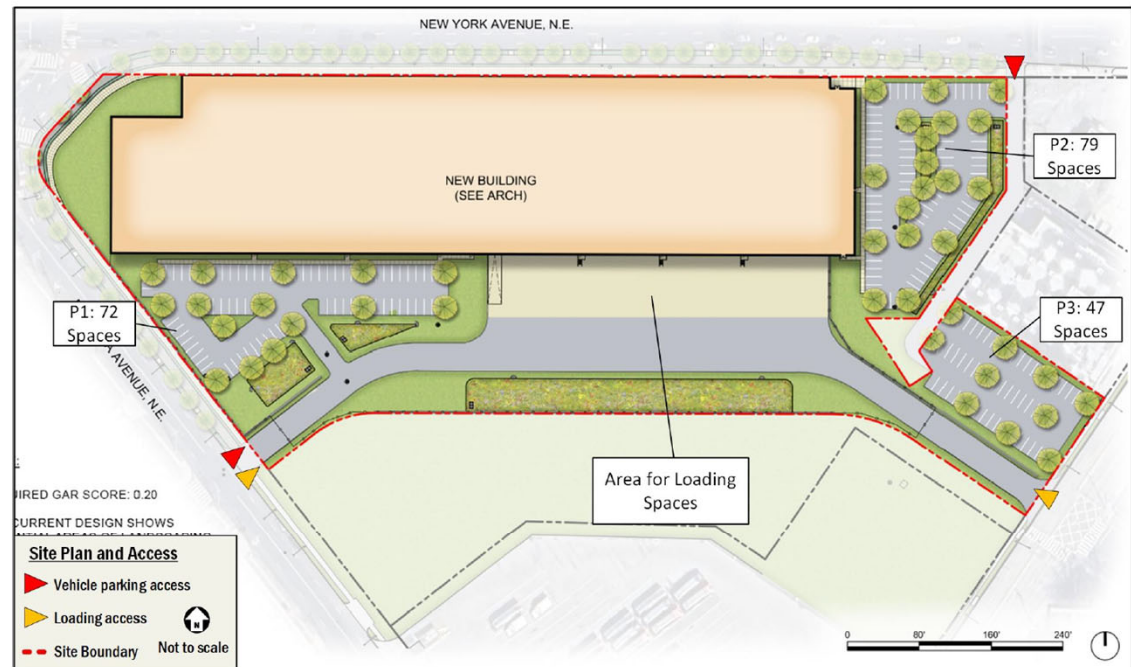 NEW YORK AVENUE, N.E.
P2: 79
Spaces
NEW BUILDING
(SEE ARCH)
P1: 72
Spaces
P3: 47
Spaces
AVENUE, N.E.
Area for Loading
Spaces
UIRED GAR SCORE: 0.20
CURRENT DESIGN SHOWS
Site Plan and Access
Vehicle parking access
Loading access
N
Not to scale
Site Boundary
0 80' 160' 240'